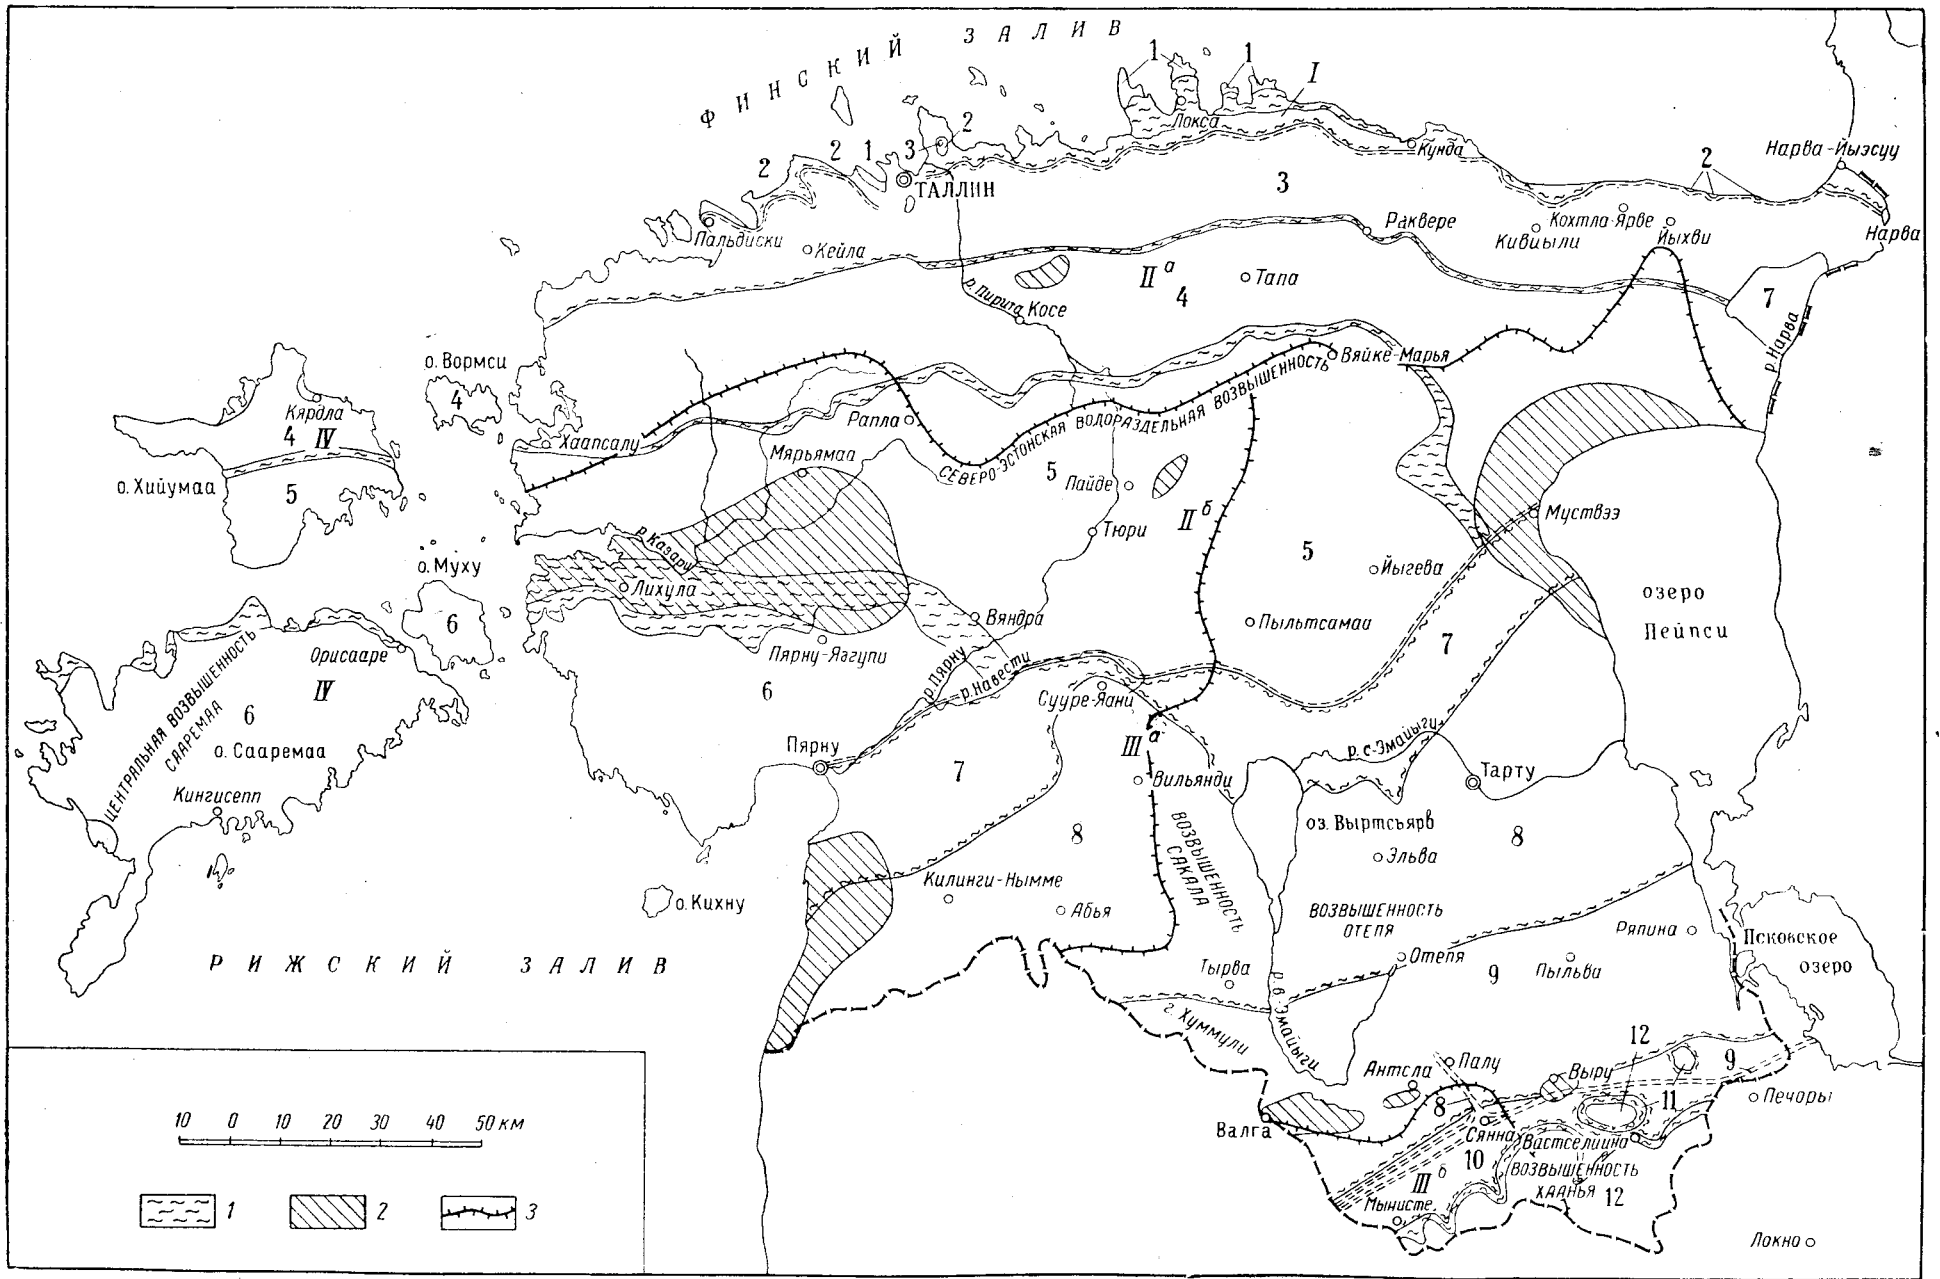 ФИНСКИЙ ЗАЛИВ
1
1
I
Локса
2
2
2
1
3
ТАЛЛИН
Кунда
Нарва-Йыэсуу
2
3
Пальдиски
Кейла
Раквере
Кохтла-Ярве
Кивиыли
Йыхви
Нарва
II а
4
Тапа
р. Пирита
Косе
7
р. Нарва
о. Вормси
4
Вяйке-Марья
Кярдла
4
IV
о. Хийумаа
5
Хаапсалу
Рапла
СЕВЕРО-ЭСТОНСКАЯ ВОДОРАЗДЕЛЬНАЯ ВОЗВЫШЕННОСТЬ
Мярьямаа
5
Пайде
II б
Тюри
5
Йыгева
Муствээ
р. Казари
о. Муху
6
Лихула
Вяндра
Пылтсамаа
7
озеро
Пейпси
Орисааре
IV
ЦЕНТРАЛЬНАЯ ВОЗВЫШЕННОСТЬ
СААРЕМАА
6
о. Сааремаа
Кингисепп
Пярну-Яагупи
6
р. Пярну
р. Навести
Сууре-Яани
Пярну
7
III а
Вильянди
р. С-Эмайыги
Тарту
оз. Выртсъярв
Эльва
8
8
ВОЗВЫШЕННОСТЬ
САКАЛА
Килинги-Нымме
Абья
о. Кихну
ВОЗВЫШЕННОСТЬ
ОТЕПЯ
Отепя
9
Пыльва
Ряпина
Псковское
озеро
РИЖСКИЙ ЗАЛИВ
Тырва
г. Хуммули
р. В. Эмайыги
Антсла
Палу
Выру
12
9
11
Печоры
Валга
8
Сянна
Вастселийна
10
ВОЗВЫШЕННОСТЬ
ХААНЬЯ
12
III б
Мынисте
Локно
10 0 10 20 30 40 50 км
1
2
3